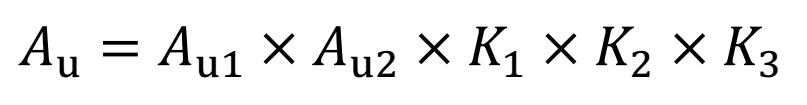 A_u = A_u1 × A_u2 × K_1 × K_2 × K_3